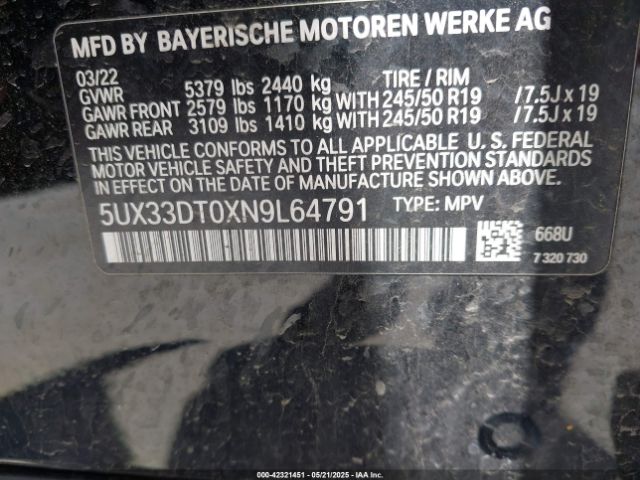 MFD BY BAYERISCHE MOTOREN WERKE AG
03/22 TIRE / RIM
GVWR 5379 lbs 2440 kg
GAWR FRONT 2579 lbs 1170 kg WITH 245/50 R19 /7.5J x 19
GAWR REAR 3109 lbs 1410 kg WITH 245/50 R19 /7.5J x 19
THIS VEHICLE CONFORMS TO ALL APPLICABLE U. S. FEDERAL
MOTOR VEHICLE SAFETY AND THEFT PREVENTION STANDARDS
IN EFFECT ON THE DATE OF MANUFACTURE SHOWN ABOVE.
5UX33DT0XN9L64791 TYPE: MPV
668U
7 320 730
000-42321451 | 05/21/2025 | IAAI.COM